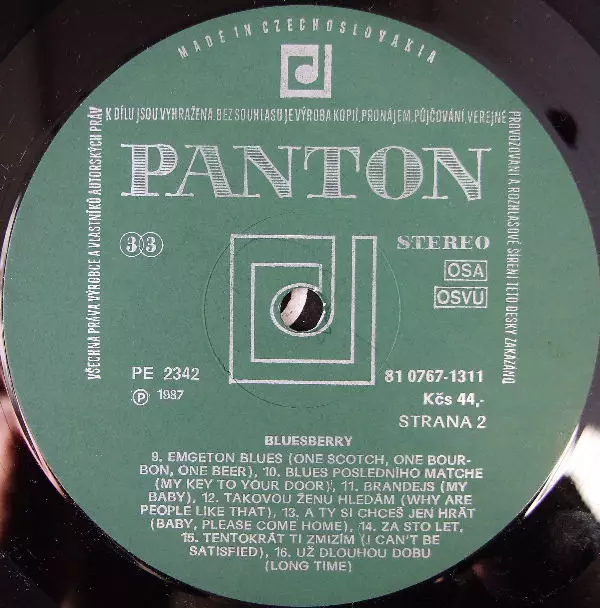 MADE IN CZECHOSLOVAKIA
K DÍLU JSOU VYHRAŽENA. BEZ SOUHLASU JE VÝROBA KOPIÍ, PRONÁJEM, PŮJČOVÁNÍ, VEREJNÉ
VŠECHNA PRÁVA VÝROBCE A VLASTNÍKŮ AUTORSKÝCH PRÁV
PROVOZOVÁNÍ A ROZHLASOVÉ ŠÍŘENÍ TÉTO DESKY ZAKÁZÁNO
PANTON
33
STEREO
OSA
OSVU
PE 2342
81 0767-1311
Ⓟ 1987
Kčs 44,-
STRANA 2
BLUESBERRY
9. EMGETON BLUES (ONE SCOTCH, ONE BOUR-
BON, ONE BEER), 10. BLUES POSLEDNÍHO MATCHE
(MY KEY TO YOUR DOOR), 11. BRANDEJS (MY
BABY), 12. TAKOVOU ŽENU HLEDÁM (WHY ARE
PEOPLE LIKE THAT), 13. A TY SI CHCEŠ JEN HRÁT
(BABY, PLEASE COME HOME), 14. ZA STO LET,
15. TENTOKRÁT TI ZMIZÍM (I CAN'T BE
SATISFIED), 16. UŽ DLOUHOU DOBU
(LONG TIME)